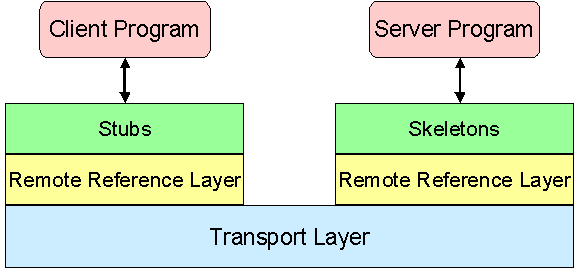 Client Program
Server Program
Stubs
Skeletons
Remote Reference Layer
Remote Reference Layer
Transport Layer